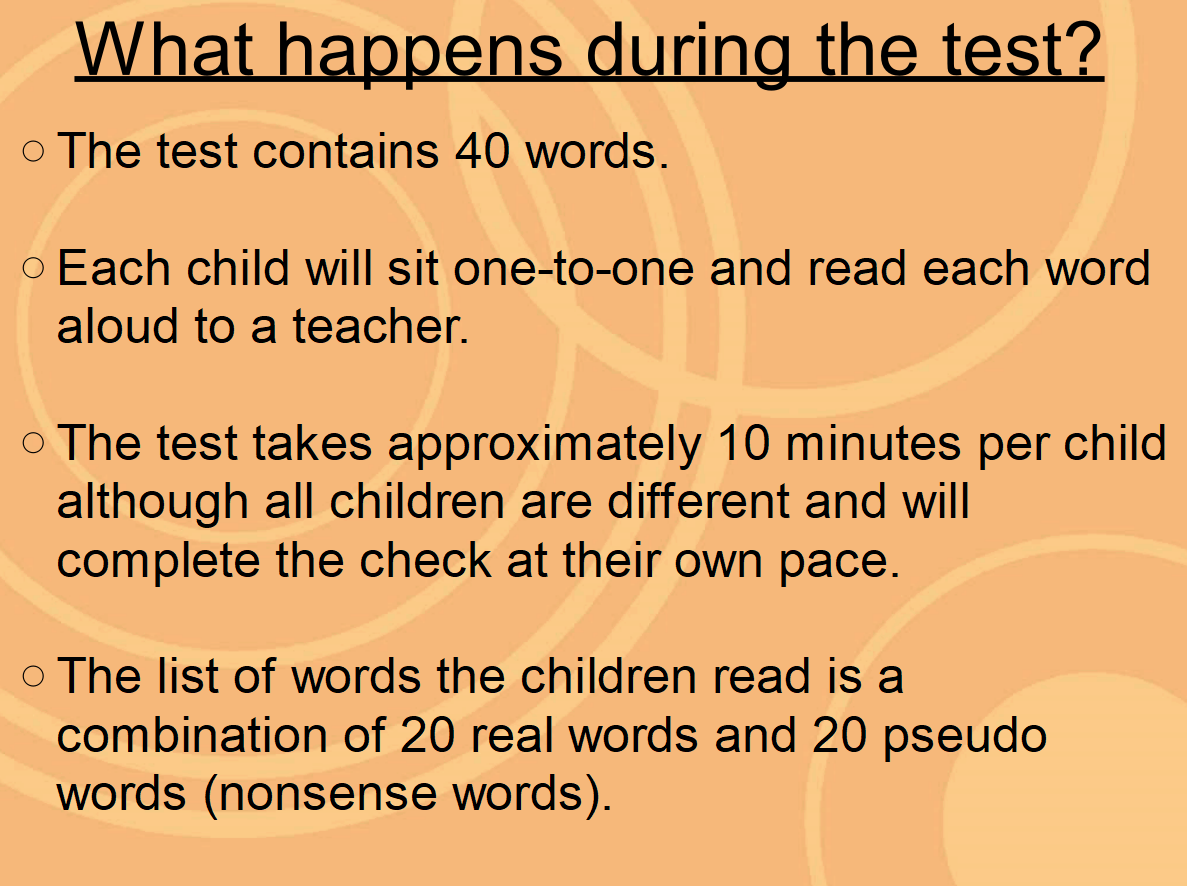 What happens during the test?
○ The test contains 40 words.
○ Each child will sit one-to-one and read each word
aloud to a teacher.
○ The test takes approximately 10 minutes per child
although all children are different and will
complete the check at their own pace.
○ The list of words the children read is a
combination of 20 real words and 20 pseudo
words (nonsense words).